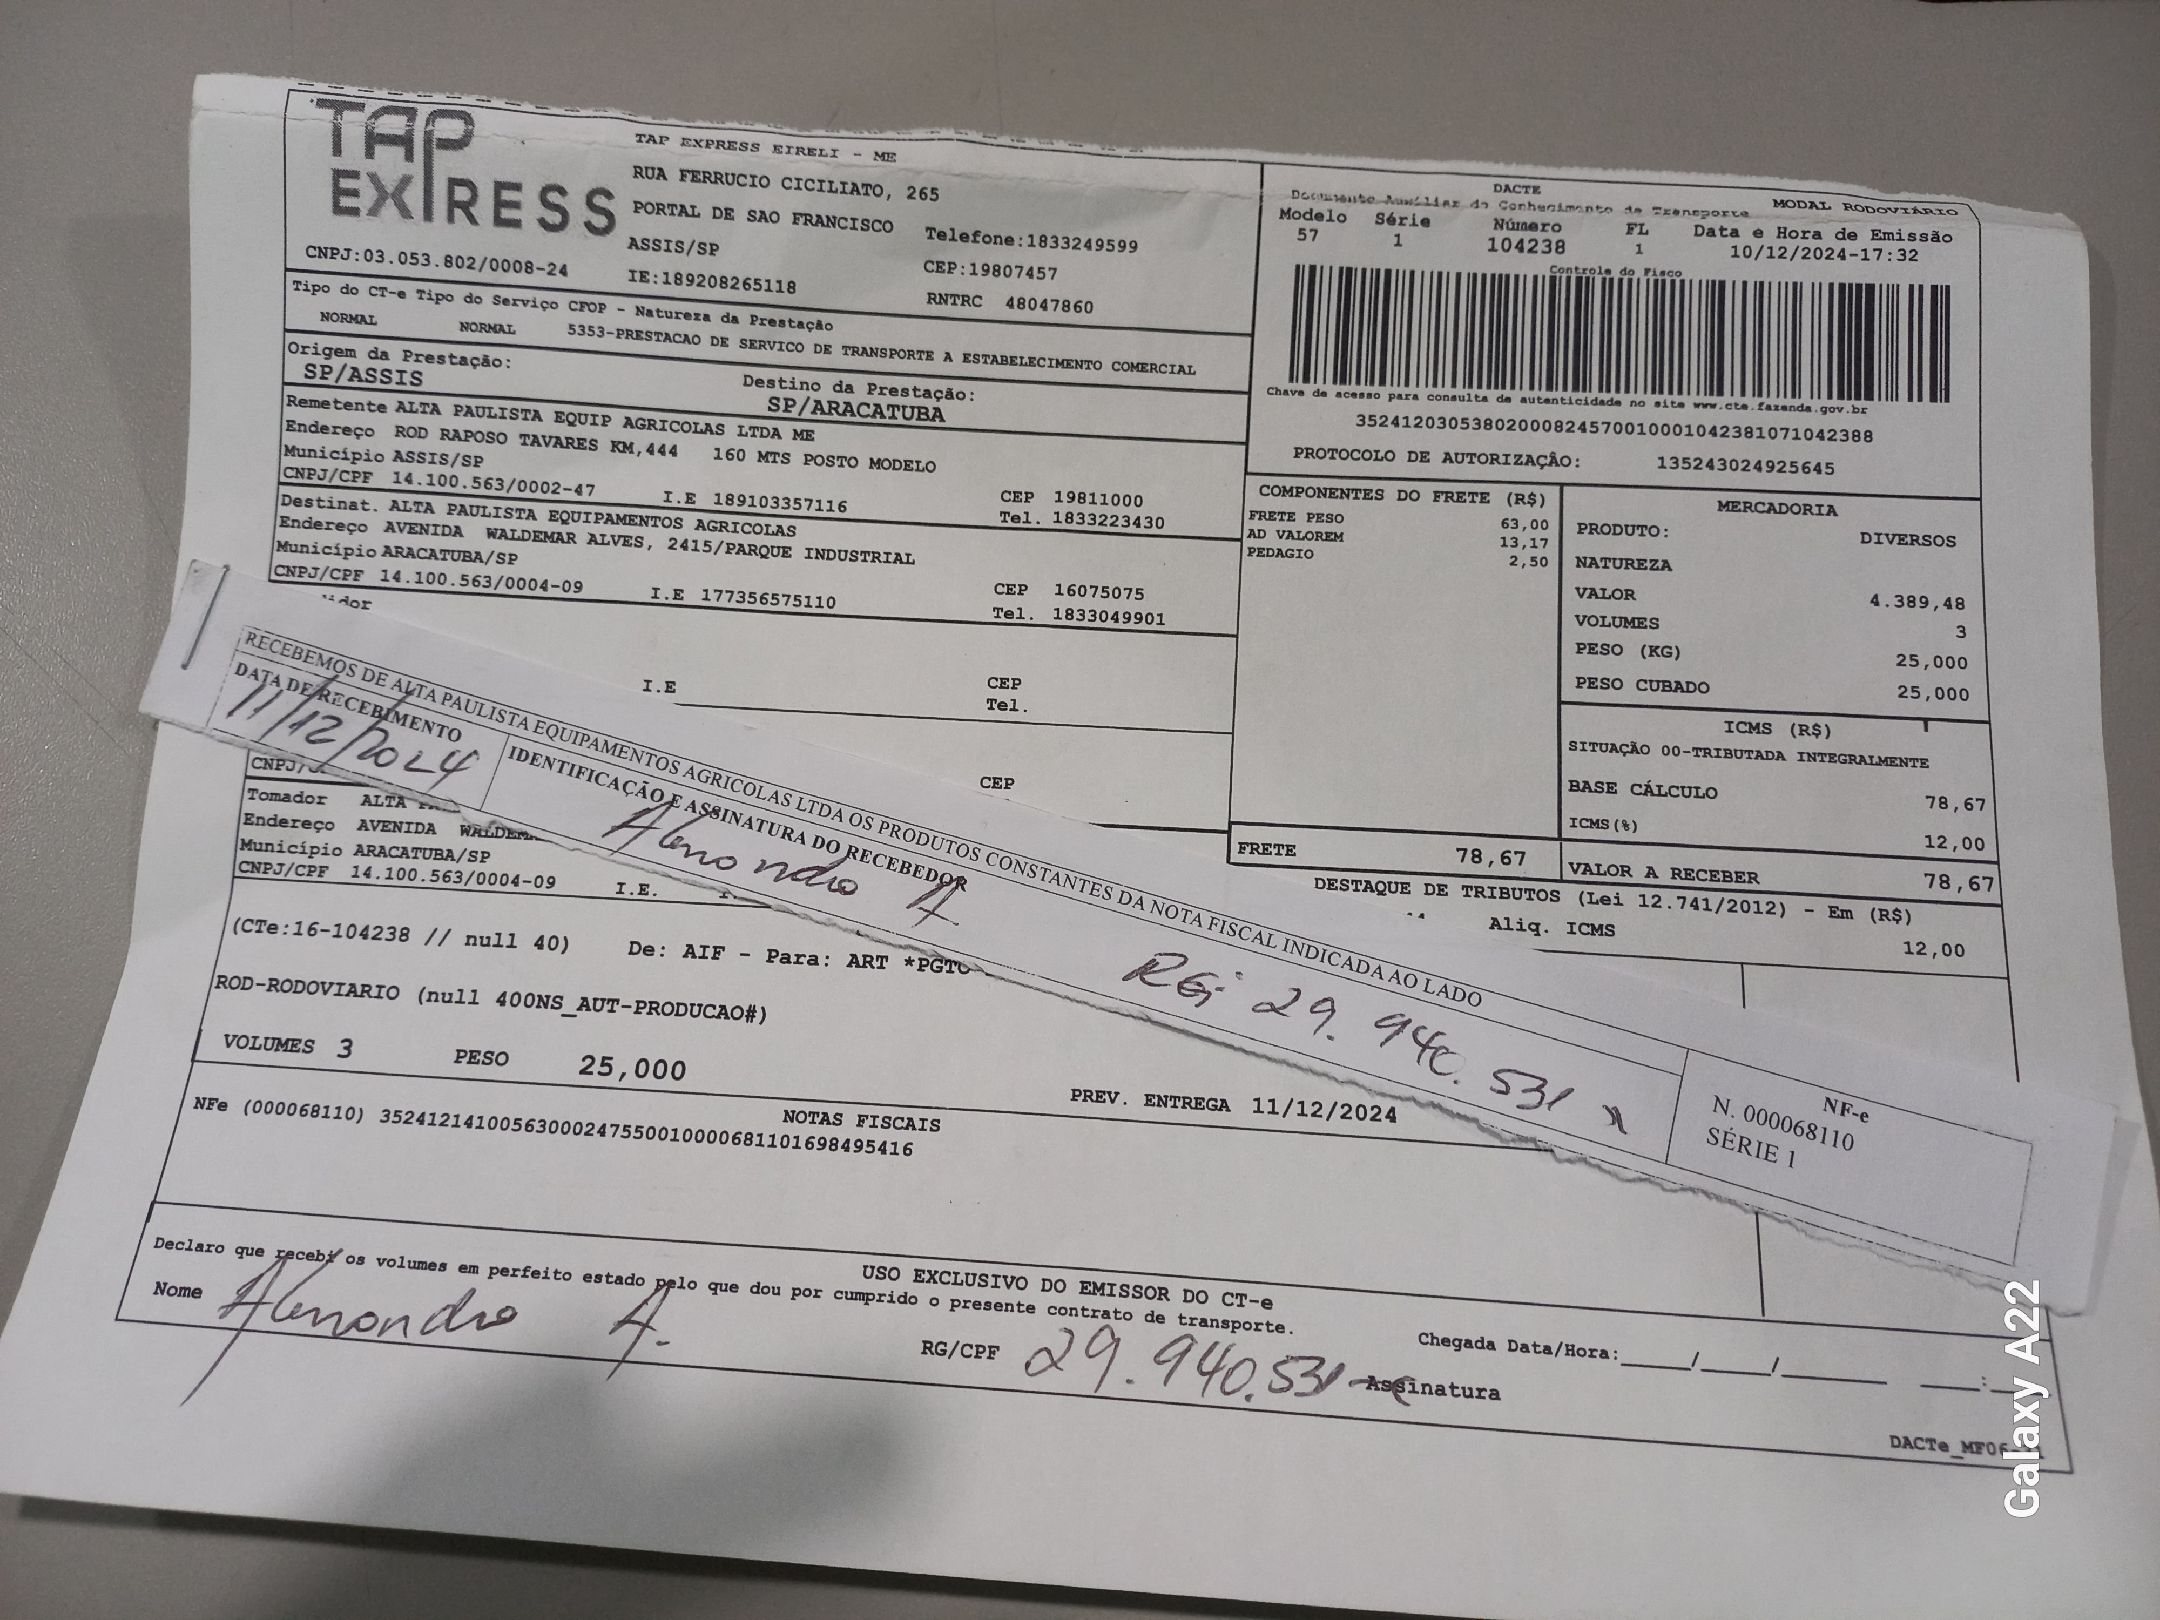 TAP
EXPRESS
CNPJ:03.053.802/0008-24
TAP EXPRESS EIRELI - ME
RUA FERRUCIO CICILIATO, 265
PORTAL DE SAO FRANCISCO
ASSIS/SP
IE:189208265118
Telefone:1833249599
CEP:19807457
RNTRC 48047860
DACTE
Documento Auxiliar do Conhecimento de Transporte
MODAL RODOVIÁRIO
Modelo Série Número FL Data e Hora de Emissão
57 1 104238 1 10/12/2024-17:32
Controle do Fisco
Chave de acesso para consulta de autenticidade no site www.cte.fazenda.gov.br
35241203053802000824570010001042381071042388
PROTOCOLO DE AUTORIZAÇÂO: 135243024925645
Tipo do CT-e Tipo do Serviço CFOP - Natureza da Prestação
NORMAL NORMAL 5353-PRESTACAO DE SERVICO DE TRANSPORTE A ESTABELECIMENTO COMERCIAL
Origem da Prestação:
SP/ASSIS
Destino da Prestação:
SP/ARACATUBA
Remetente ALTA PAULISTA EQUIP AGRICOLAS LTDA ME
Endereço ROD RAPOSO TAVARES KM,444 160 MTS POSTO MODELO
Município ASSIS/SP
CEP 19811000
CNPJ/CPF 14.100.563/0002-47 I.E 189103357116 Tel. 1833223430
Destinat. ALTA PAULISTA EQUIPAMENTOS AGRICOLAS
Endereço AVENIDA WALDEMAR ALVES, 2415/PARQUE INDUSTRIAL
Município ARACATUBA/SP
CEP 16075075
CNPJ/CPF 14.100.563/0004-09 I.E 177356575110 Tel. 1833049901
I.E
CEP
Tel.
CEP
COMPONENTES DO FRETE (R$)
FRETE PESO 63,00
AD VALOREM 13,17
PEDAGIO 2,50
FRETE 78,67
MERCADORIA
PRODUTO: DIVERSOS
NATUREZA
VALOR 4.389,48
VOLUMES 3
PESO (KG) 25,000
PESO CUBADO 25,000
ICMS (R$)
SITUAÇÃO 00-TRIBUTADA INTEGRALMENTE
BASE CÁLCULO 78,67
ICMS(%) 12,00
VALOR A RECEBER 78,67
DESTAQUE DE TRIBUTOS (Lei 12.741/2012) - Em (R$)
Aliq. ICMS 12,00
RECEBEMOS DE ALTA PAULISTA EQUIPAMENTOS AGRICOLAS LTDA OS PRODUTOS CONSTANTES DA NOTA FISCAL INDICADA AO LADO
DATA DE RECEBIMENTO
11/12/2024
IDENTIFICAÇÃO E ASSINATURA DO RECEBEDOR
A.
RG: 29.940.531 x
NF-e
N. 000068110
SÉRIE 1
Tomador ALTA
Endereço AVENIDA
Município ARACATUBA/SP
CNPJ/CPF 14.100.563/0004-09 I.E.
(CTe:16-104238 // null 40) De: AIF - Para: ART *PGTO
ROD-RODOVIARIO (null 400NS_AUT-PRODUCAO#)
VOLUMES 3 PESO 25,000 PREV. ENTREGA 11/12/2024
NOTAS FISCAIS
NFe (000068110) 35241214100563000247550010000681101698495416
USO EXCLUSIVO DO EMISSOR DO CT-e
Declaro que recebi os volumes em perfeito estado pelo que dou por cumprido o presente contrato de transporte.
Nome A.
RG/CPF 29.940.531-x
Assinatura
Chegada Data/Hora:____/____/______ ___:__
Galaxy A22